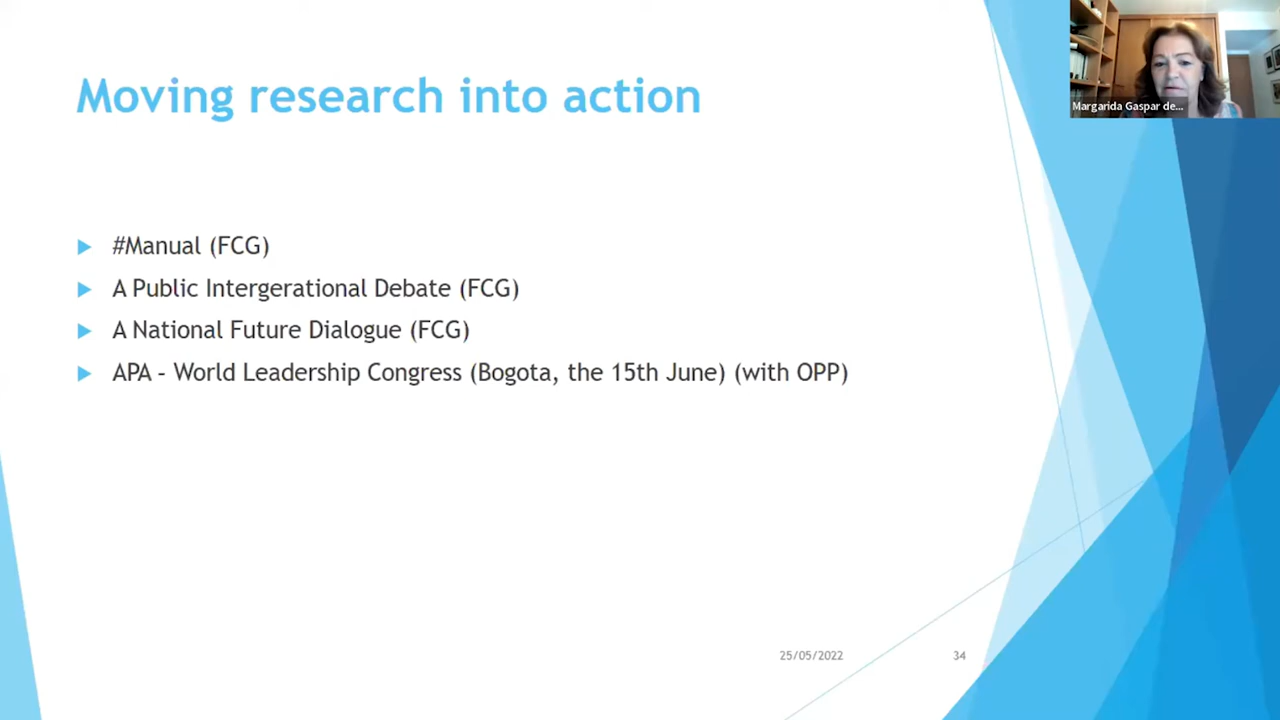 Moving research into action
Margarida Gaspar de...
#Manual (FCG)
A Public Intergerational Debate (FCG)
A National Future Dialogue (FCG)
APA - World Leadership Congress (Bogota, the 15th June) (with OPP)
25/05/2022
34